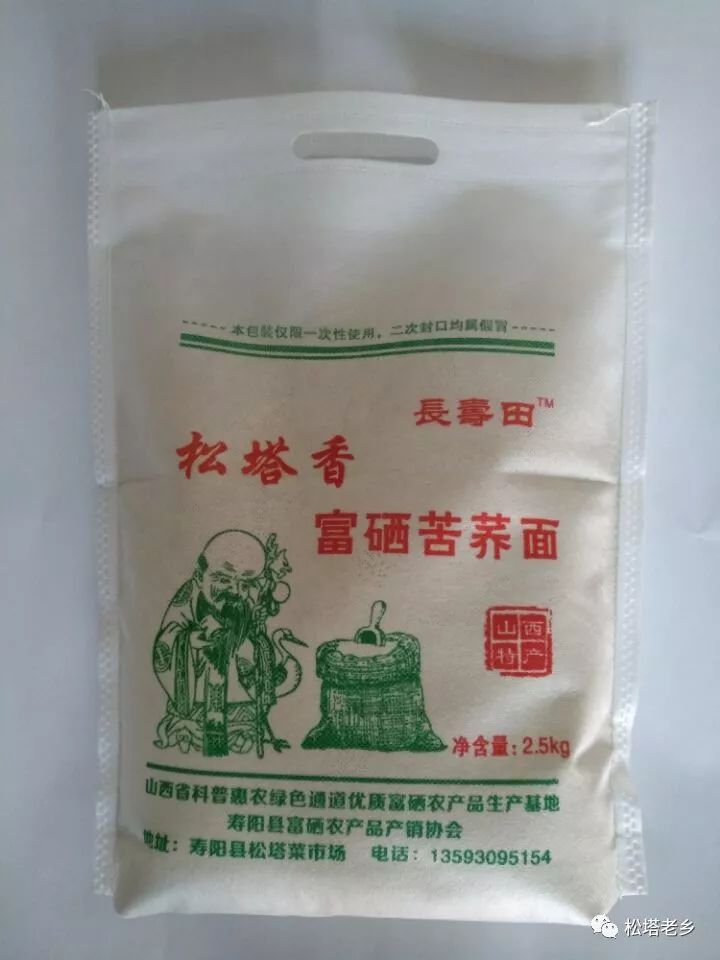 本包装仅限一次性使用，二次封口均属假冒
長壽田™
松塔香
富硒苦荞面
山西
特产
净含量：2.5kg
山西省科普惠农绿色通道优质富硒农产品生产基地
寿阳县富硒农产品产销协会
地址：寿阳县松塔菜市场 电话：13593095154
松塔老乡